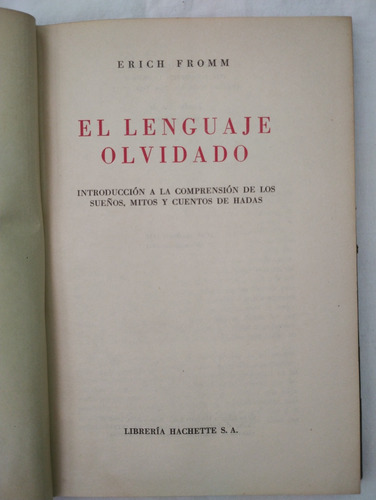 ERICH FROMM
EL LENGUAJE
OLVIDADO
INTRODUCCIÓN A LA COMPRENSIÓN DE LOS
SUEÑOS, MITOS Y CUENTOS DE HADAS
LIBRERÍA HACHETTE S. A.